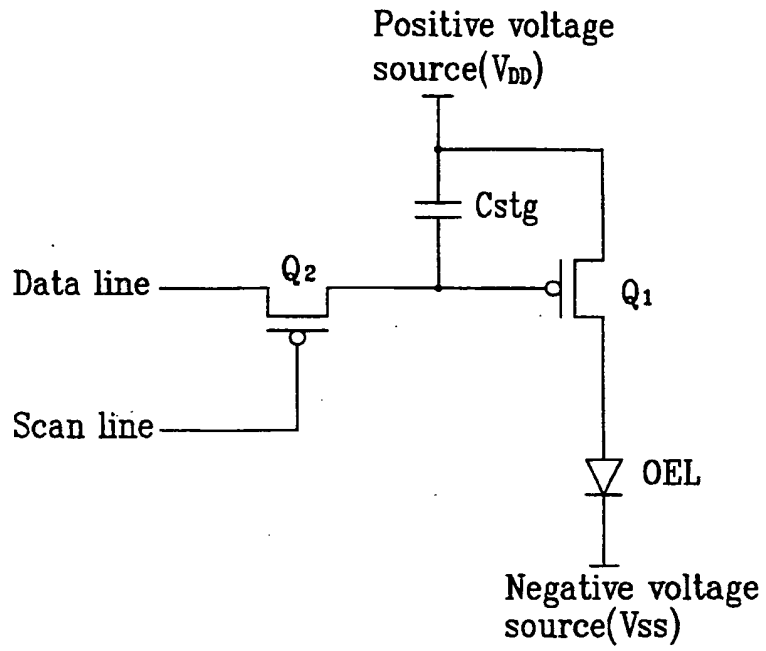 Positive voltage
source(VDD)
Cstg
Q2
Data line
Q1
Scan line
OEL
Negative voltage
source(Vss)